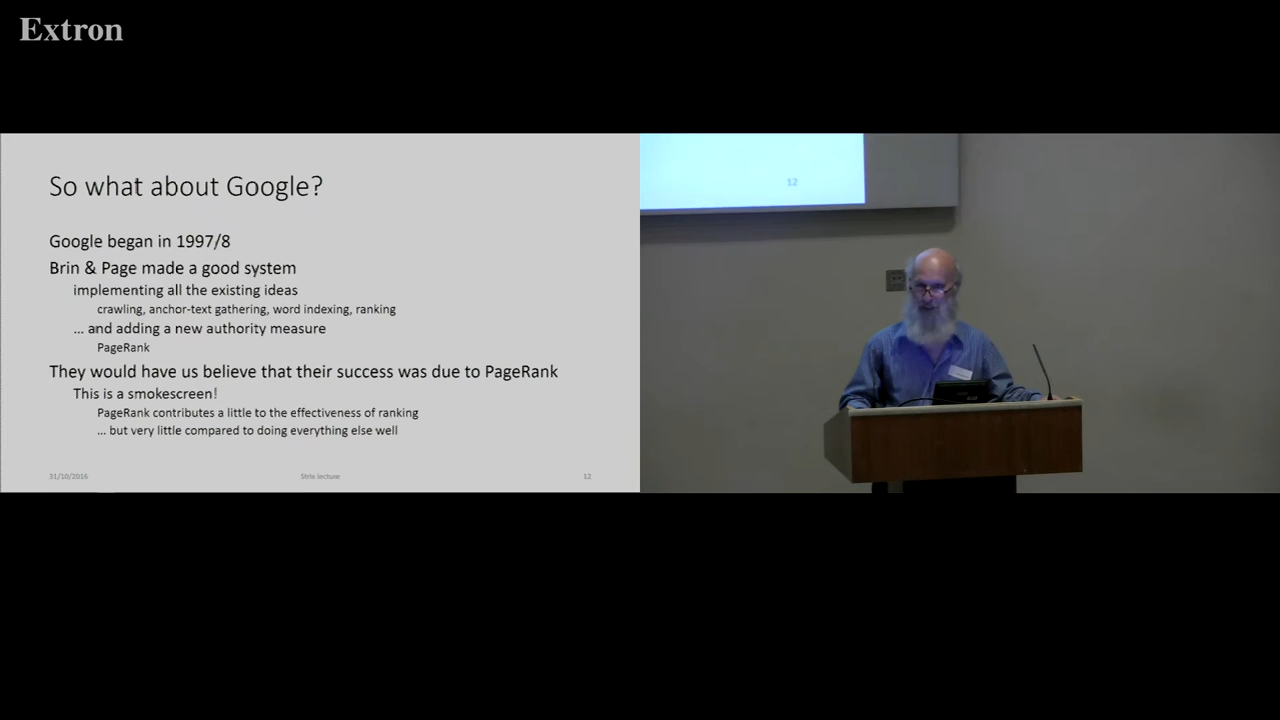 Extron
So what about Google?
Google began in 1997/8
Brin & Page made a good system
implementing all the existing ideas
crawling, anchor-text gathering, word indexing, ranking
... and adding a new authority measure
PageRank
They would have us believe that their success was due to PageRank
This is a smokescreen!
PageRank contributes a little to the effectiveness of ranking
... but very little compared to doing everything else well
31/10/2016
Strix lecture
12
12